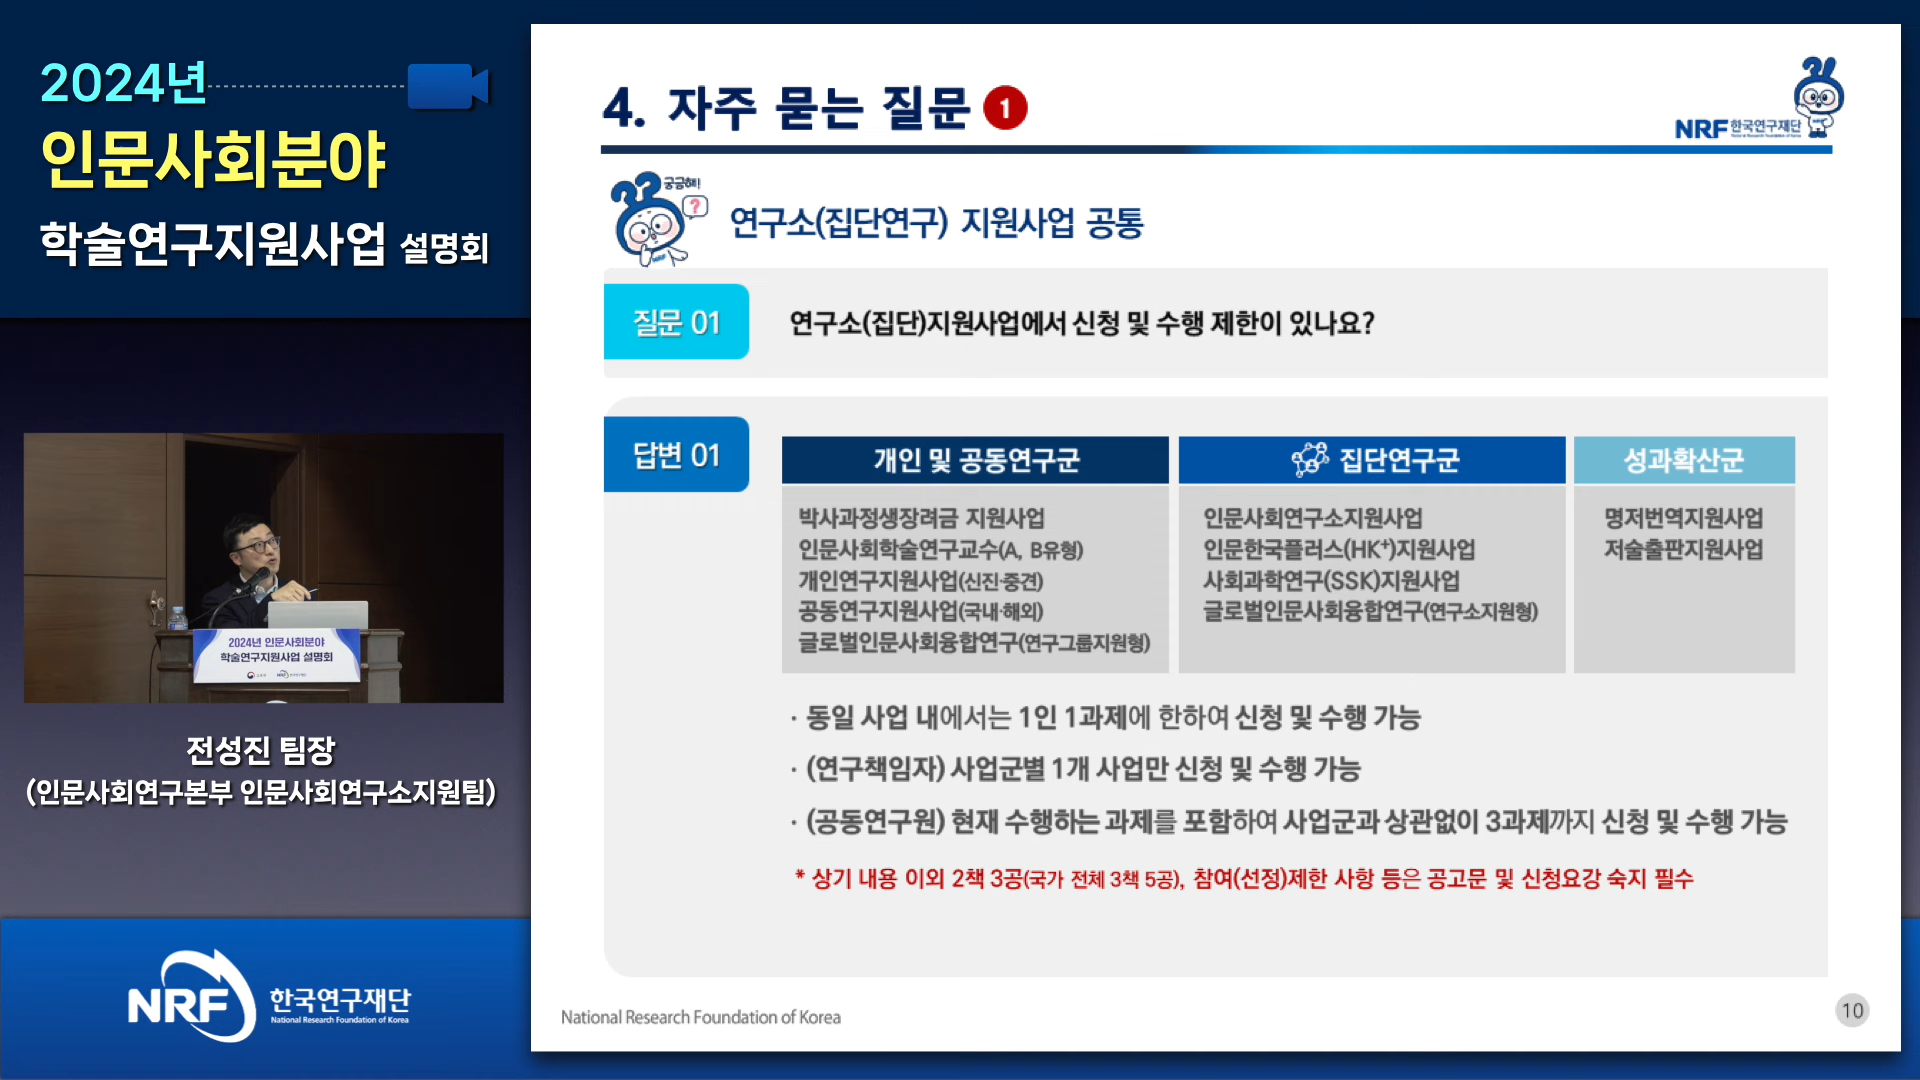 2024년
인문사회분야
학술연구지원사업 설명회
2024년 인문사회분야
학술연구지원사업 설명회
전성진 팀장
(인문사회연구본부 인문사회연구소지원팀)
NRF 한국연구재단
National Research Foundation of Korea
4. 자주 묻는 질문 1
NRF 한국연구재단
궁금해!
?
연구소(집단연구) 지원사업 공통
질문 01
연구소(집단)지원사업에서 신청 및 수행 제한이 있나요?
답변 01
개인 및 공동연구군
박사과정생장려금 지원사업
인문사회학술연구교수(A, B유형)
개인연구지원사업(신진·중견)
공동연구지원사업(국내·해외)
글로벌인문사회융합연구(연구그룹지원형)
집단연구군
인문사회연구소지원사업
인문한국플러스(HK⁺)지원사업
사회과학연구(SSK)지원사업
글로벌인문사회융합연구(연구소지원형)
성과확산군
명저번역지원사업
저술출판지원사업
· 동일 사업 내에서는 1인 1과제에 한하여 신청 및 수행 가능
· (연구책임자) 사업군별 1개 사업만 신청 및 수행 가능
· (공동연구원) 현재 수행하는 과제를 포함하여 사업군과 상관없이 3과제까지 신청 및 수행 가능
* 상기 내용 이외 2책 3공(국가 전체 3책 5공), 참여(선정)제한 사항 등은 공고문 및 신청요강 숙지 필수
National Research Foundation of Korea
10